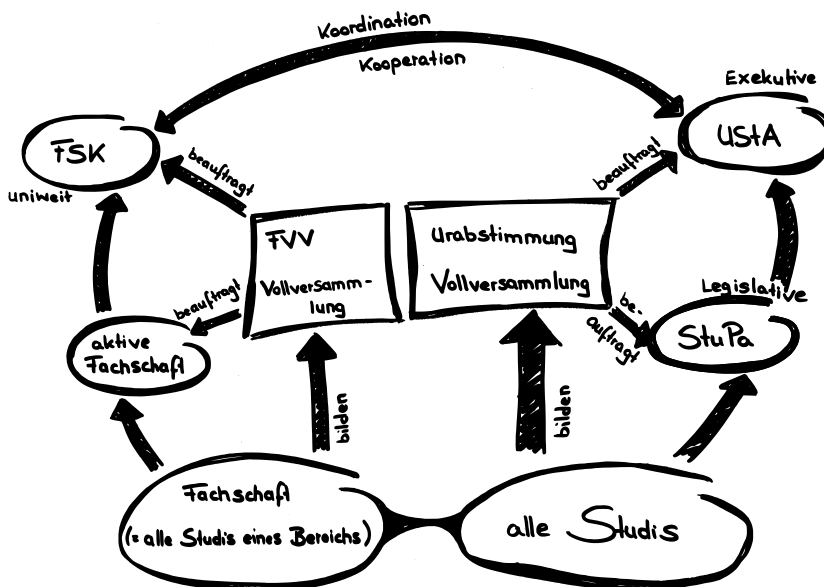 Koordination
Kooperation
Exekutive
FSK
UStA
uniweit
beauftragt
beauftragt
FVV
Vollversamm-
lung
Urabstimmung
Vollversammlung
beauftragt
be-
auftragt
Legislative
StuPa
aktive
Fachschaft
bilden
bilden
Fachschaft
(= alle Studis eines Bereichs)
alle Studis